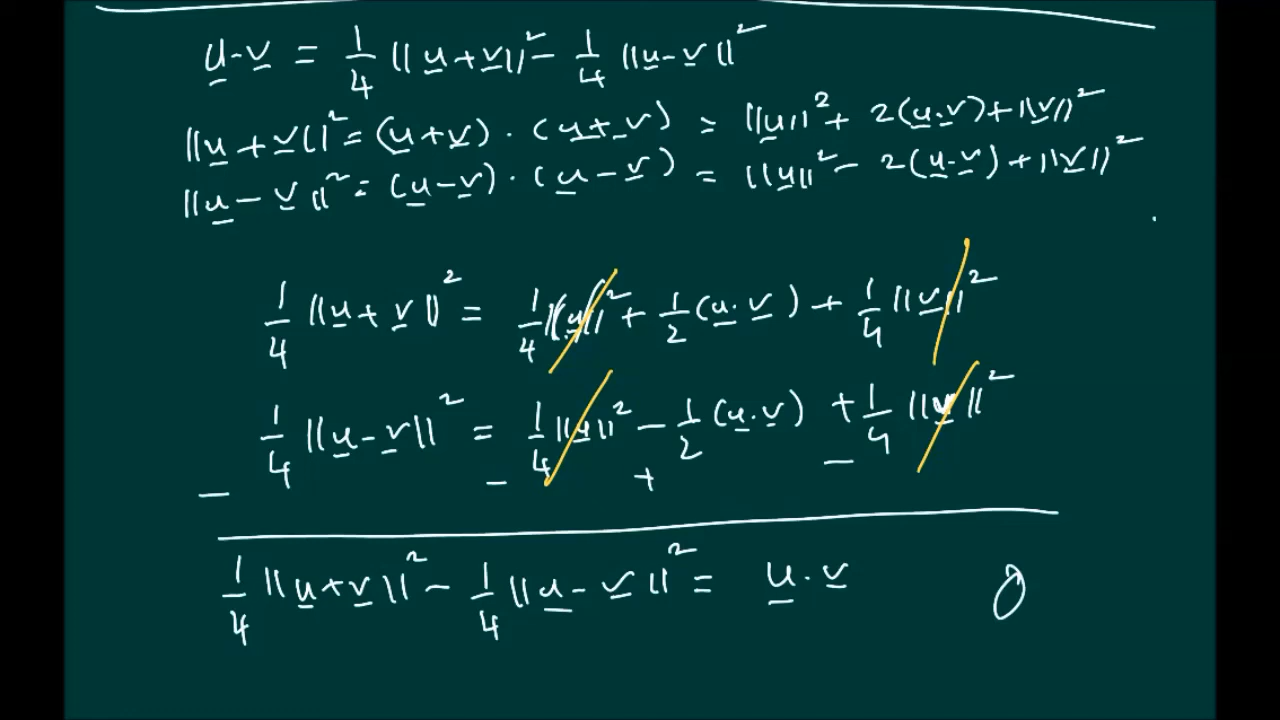 u·v = 1/4 ||u+v||² − 1/4 ||u−v||²
||u+v||² = (u+v)·(u+v) = ||u||² + 2(u·v) + ||v||²
||u−v||² = (u−v)·(u−v) = ||u||² − 2(u·v) + ||v||²
1/4 ||u+v||² = 1/4 ||u||² + 1/2 (u·v) + 1/4 ||v||²
1/4 ||u−v||² = 1/4 ||u||² − 1/2 (u·v) + 1/4 ||v||²
− − + −
1/4 ||u+v||² − 1/4 ||u−v||² = u·v